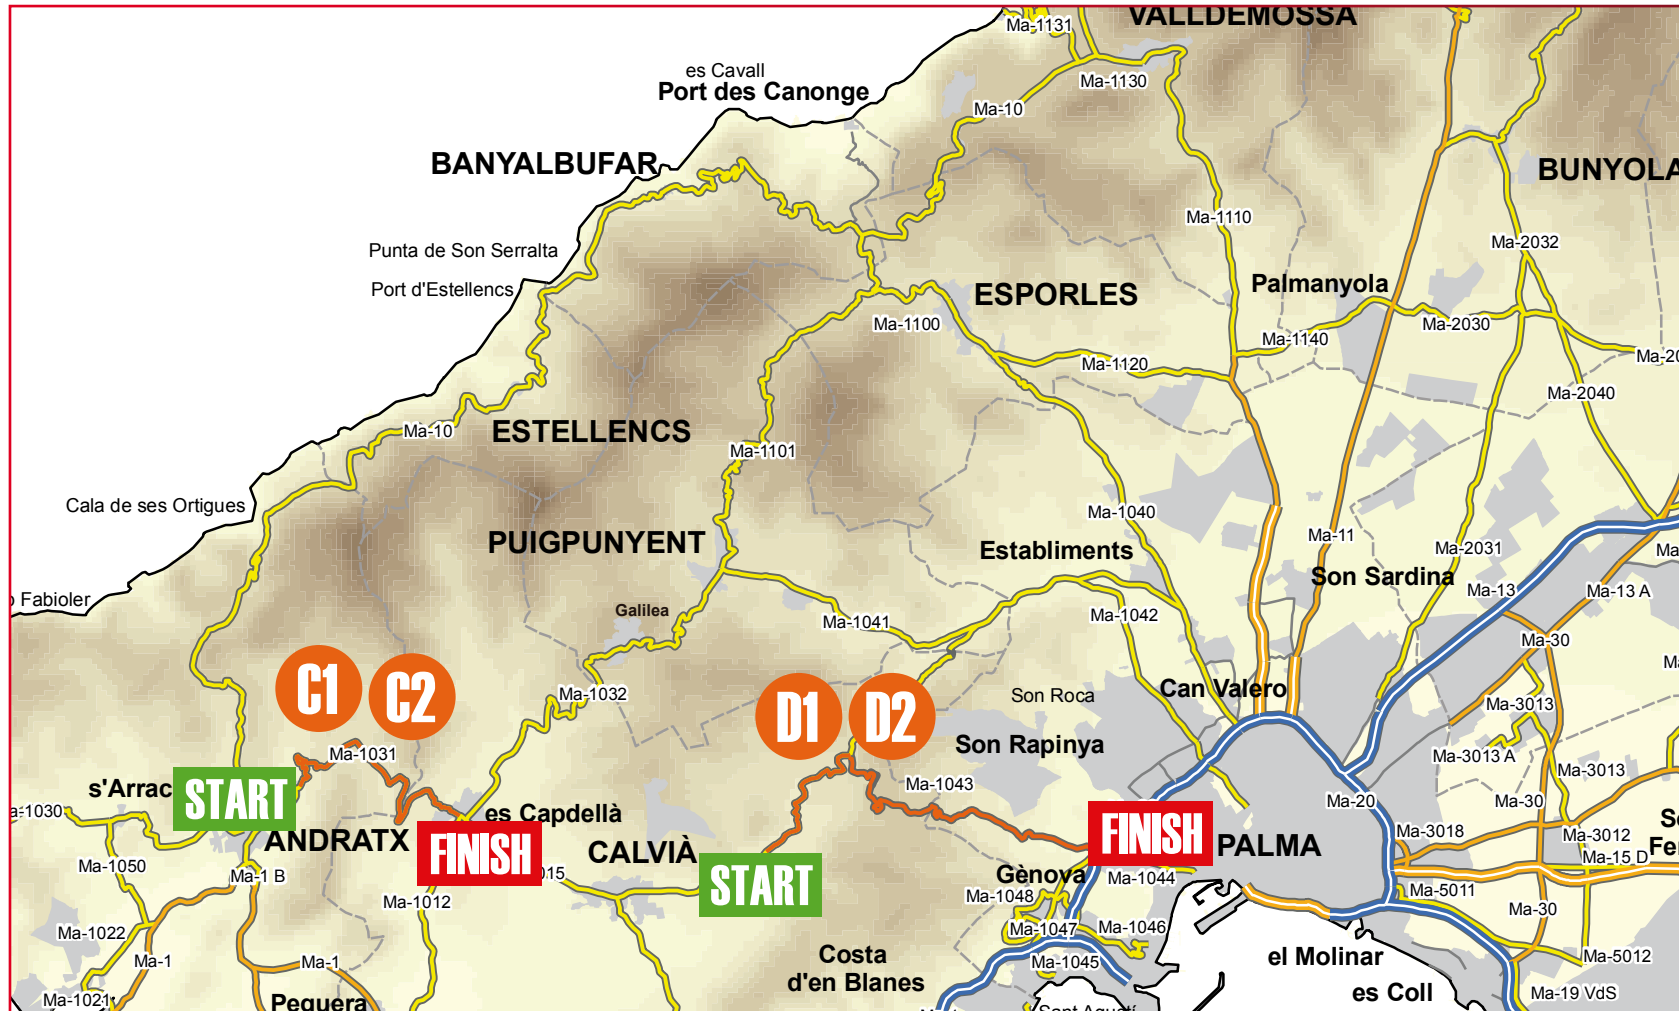 VALLDEMOSSA
Ma-1131
es Cavall
Port des Canonge
Ma-1130
Ma-10
BANYALBUFAR
BUNYOLA
Ma-1110
Punta de Son Serralta
Ma-2032
Port d'Estellencs
ESPORLES
Palmanyola
Ma-1100
Ma-2030
Ma-1140
Ma-1120
Ma-2040
Ma-10
ESTELLENCS
Ma-1101
Cala de ses Ortigues
Ma-1040
PUIGPUNYENT
Establiments
Ma-11
Ma-2031
Son Sardina
Ma-13
Ma-13 A
Fabioler
Galilea
Ma-1041
Ma-1042
Ma-30
C1
C2
Ma-1032
D1
D2
Son Roca
Can Valero
Ma-3013
Son Rapinya
Ma-1031
Ma-3013 A
Ma-3013
Ma-1043
s'Arrac
START
Ma-20
Ma-30
a-1030
es Capdellà
ANDRATX
FINISH
CALVIÀ
FINISH
PALMA
Ma-3018
Ma-3012
Ma-15 D
Ma-1050
Ma-1 B
015
START
Gènova
Ma-1044
Ma-1048
Ma-5011
Ma-1012
Ma-30
Ma-1022
Ma-1047
Ma-1046
Ma-1
Ma-1
Costa
d'en Blanes
Ma-1045
el Molinar
Ma-5012
Ma-1021
Peguera
es Coll
Ma-19 VdS
Sant Agustí